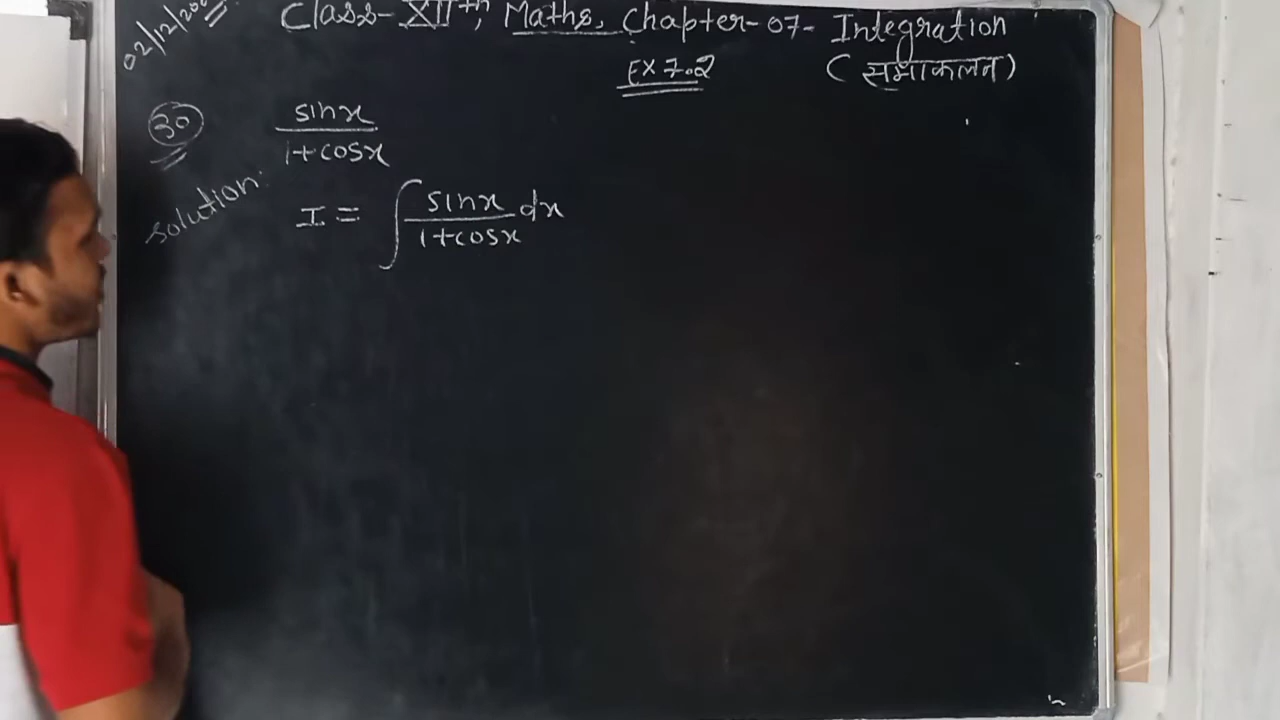 02/12/20
Class-XIIth, Maths, Chapter-07- Integration
EX 7.2 (समाकलन)
30 sinx
1+cosx
solution:
I = ∫ sinx dx
1+cosx